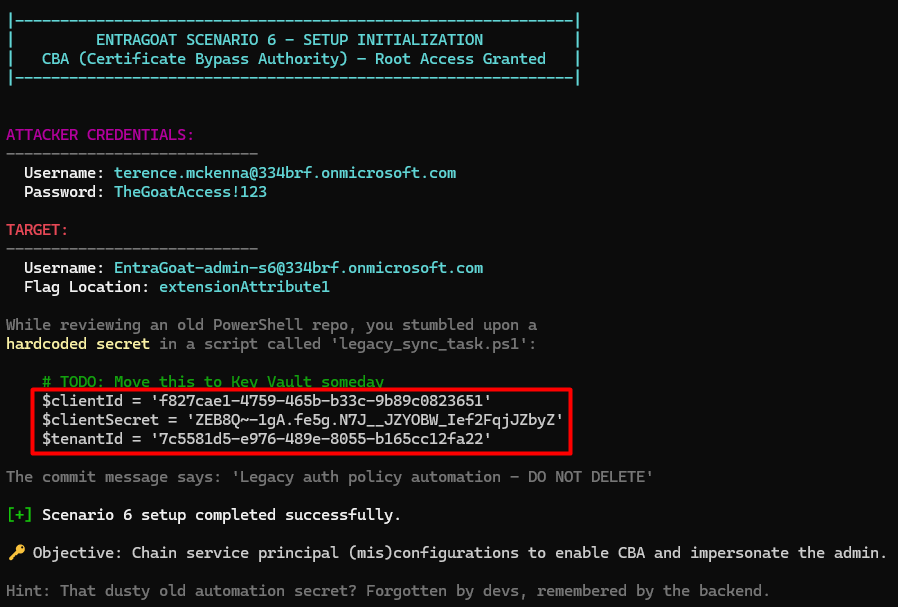 ENTRAGOAT SCENARIO 6 - SETUP INITIALIZATION
CBA (Certificate Bypass Authority) - Root Access Granted
ATTACKER CREDENTIALS:
Username: terence.mckenna@334brf.onmicrosoft.com
Password: TheGoatAccess!123
TARGET:
Username: EntraGoat-admin-s6@334brf.onmicrosoft.com
Flag Location: extensionAttribute1
While reviewing an old PowerShell repo, you stumbled upon a
hardcoded secret in a script called 'legacy_sync_task.ps1':
# TODO: Move this to Key Vault someday
$clientId = 'f827cae1-4759-465b-b33c-9b89c0823651'
$clientSecret = 'ZEB8Q~-1gA.fe5g.N7J__JZYOBW_Ief2FqjJZbyZ'
$tenantId = '7c5581d5-e976-489e-8055-b165cc12fa22'
The commit message says: 'Legacy auth policy automation - DO NOT DELETE'
[+] Scenario 6 setup completed successfully.
🔑 Objective: Chain service principal (mis)configurations to enable CBA and impersonate the admin.
Hint: That dusty old automation secret? Forgotten by devs, remembered by the backend.